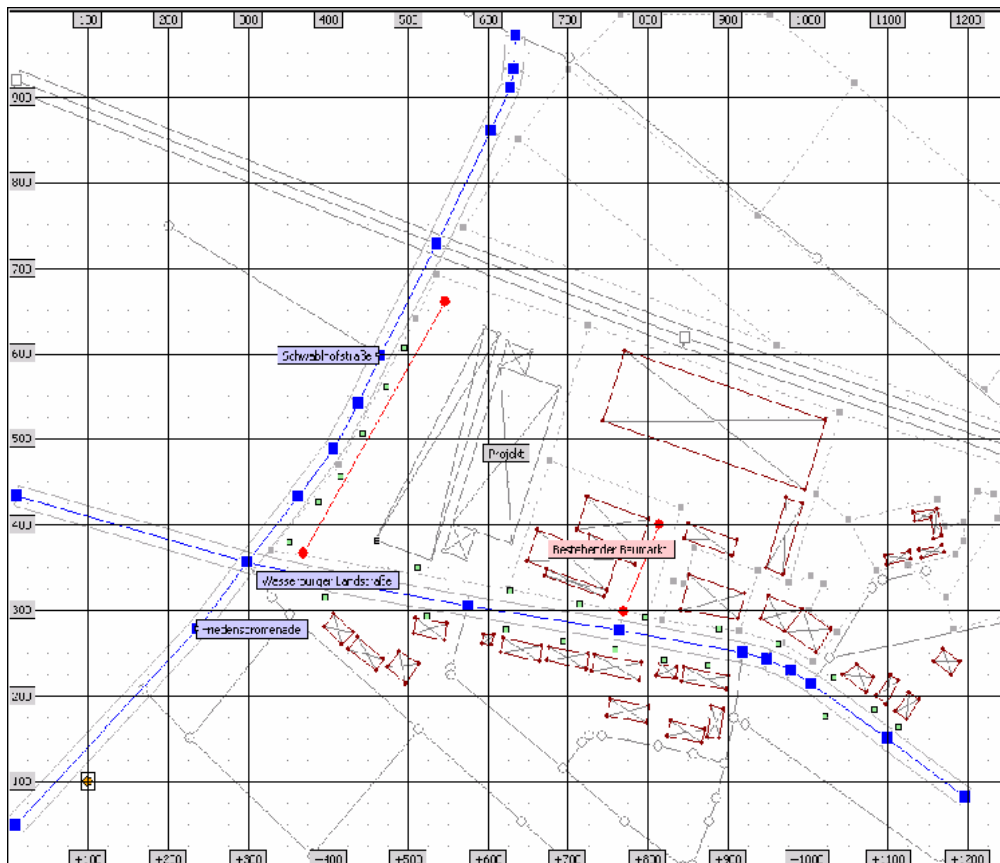 100 200 300 400 500 600 700 800 900 1000 1100 1200
900
800
700
600
Schwablhofstraße
500
Projekt
400
Bestehender Baumarkt
Wasserburger Landstraße
300
Friedenspromenade
200
100
+100 +200 +300 +400 +500 +600 +700 +800 +900 +1000 +1100 +1200